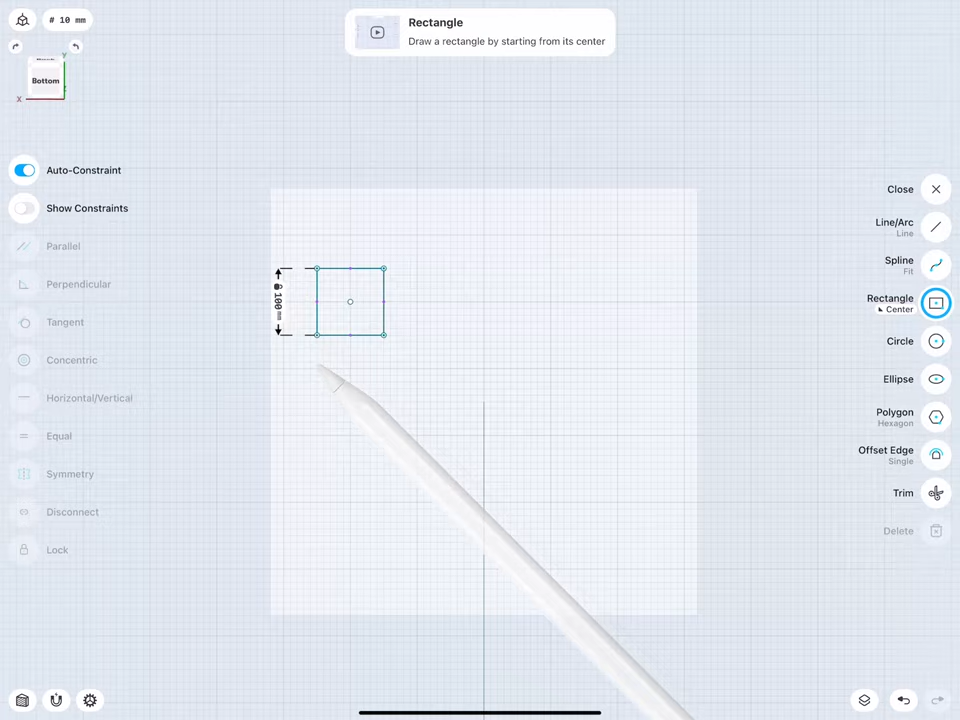 # 10 mm
Rectangle
Draw a rectangle by starting from its center
Y
Bottom
Z
X
Auto-Constraint
Show Constraints
Parallel
Perpendicular
Tangent
Concentric
Horizontal/Vertical
Equal
Symmetry
Disconnect
Lock
100 mm
Close
Line/Arc
Line
Spline
Fit
Rectangle
Center
Circle
Ellipse
Polygon
Hexagon
Offset Edge
Single
Trim
Delete